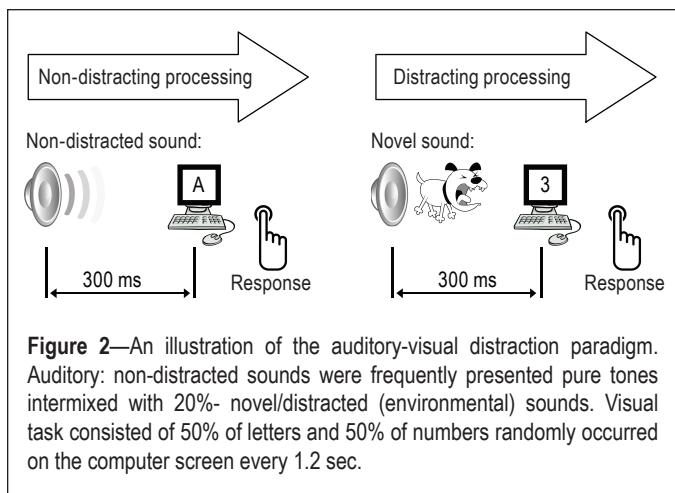 Non-distracting processing
Distracting processing
Non-distracted sound:
Novel sound:
A
3
300 ms
Response
300 ms
Response
Figure 2—An illustration of the auditory-visual distraction paradigm.
Auditory: non-distracted sounds were frequently presented pure tones
intermixed with 20%- novel/distracted (environmental) sounds. Visual
task consisted of 50% of letters and 50% of numbers randomly occurred
on the computer screen every 1.2 sec.